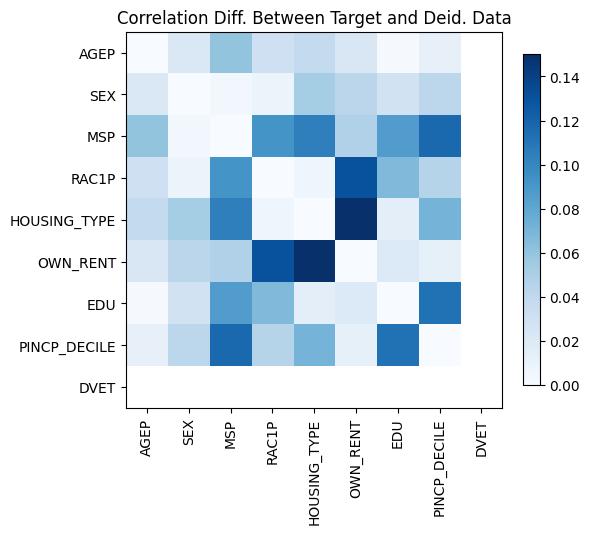 Correlation Diff. Between Target and Deid. Data
AGEP
SEX
MSP
RAC1P
HOUSING_TYPE
OWN_RENT
EDU
PINCP_DECILE
DVET
AGEP
SEX
MSP
RAC1P
HOUSING_TYPE
OWN_RENT
EDU
PINCP_DECILE
DVET
0.14
0.12
0.10
0.08
0.06
0.04
0.02
0.00